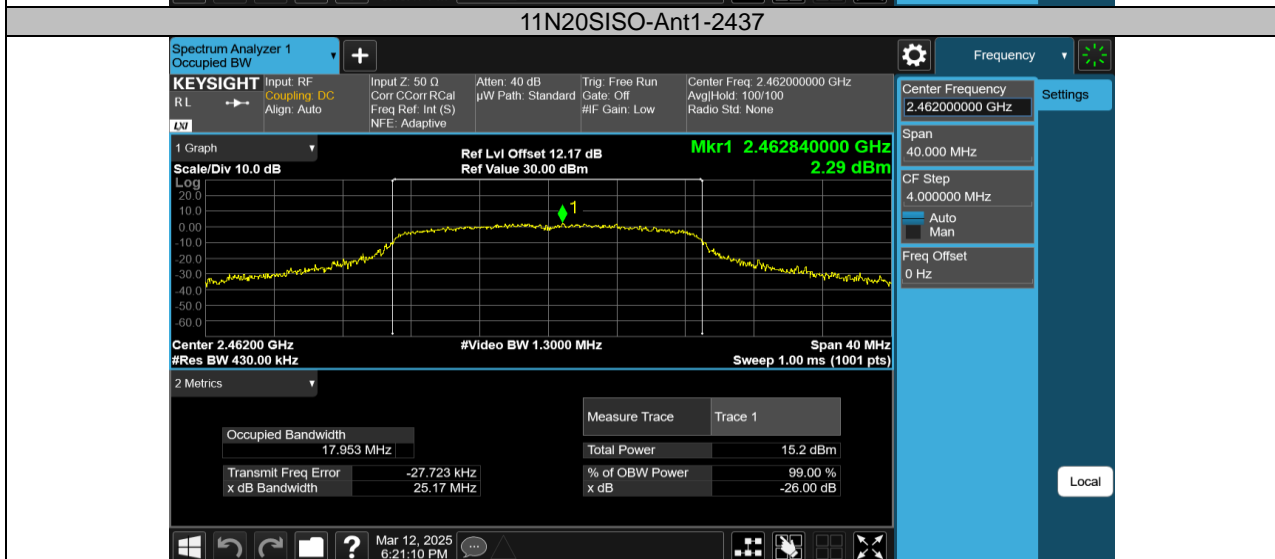 11N20SISO-Ant1-2437
Spectrum Analyzer 1
Occupied BW
Frequency
KEYSIGHT
R L
LXI
Input: RF
Coupling: DC
Align: Auto
Input Z: 50 Ω
Corr CCorr RCal
Freq Ref: Int (S)
NFE: Adaptive
Atten: 40 dB
µW Path: Standard
Trig: Free Run
Gate: Off
#IF Gain: Low
Center Freq: 2.462000000 GHz
Avg|Hold: 100/100
Radio Std: None
Center Frequency
2.462000000 GHz
Settings
Span
40.000 MHz
CF Step
4.000000 MHz
Auto
Man
Freq Offset
0 Hz
1 Graph
Scale/Div 10.0 dB
Ref Lvl Offset 12.17 dB
Ref Value 30.00 dBm
Mkr1 2.462840000 GHz
2.29 dBm
Log
20.0
10.0
0.00
-10.0
-20.0
-30.0
-40.0
-50.0
-60.0
1
Center 2.46200 GHz
#Res BW 430.00 kHz
#Video BW 1.3000 MHz
Span 40 MHz
Sweep 1.00 ms (1001 pts)
2 Metrics
Measure Trace Trace 1
Occupied Bandwidth
17.953 MHz
Total Power 15.2 dBm
Transmit Freq Error -27.723 kHz
% of OBW Power 99.00 %
x dB Bandwidth 25.17 MHz
x dB -26.00 dB
Local
?
Mar 12, 2025
6:21:10 PM